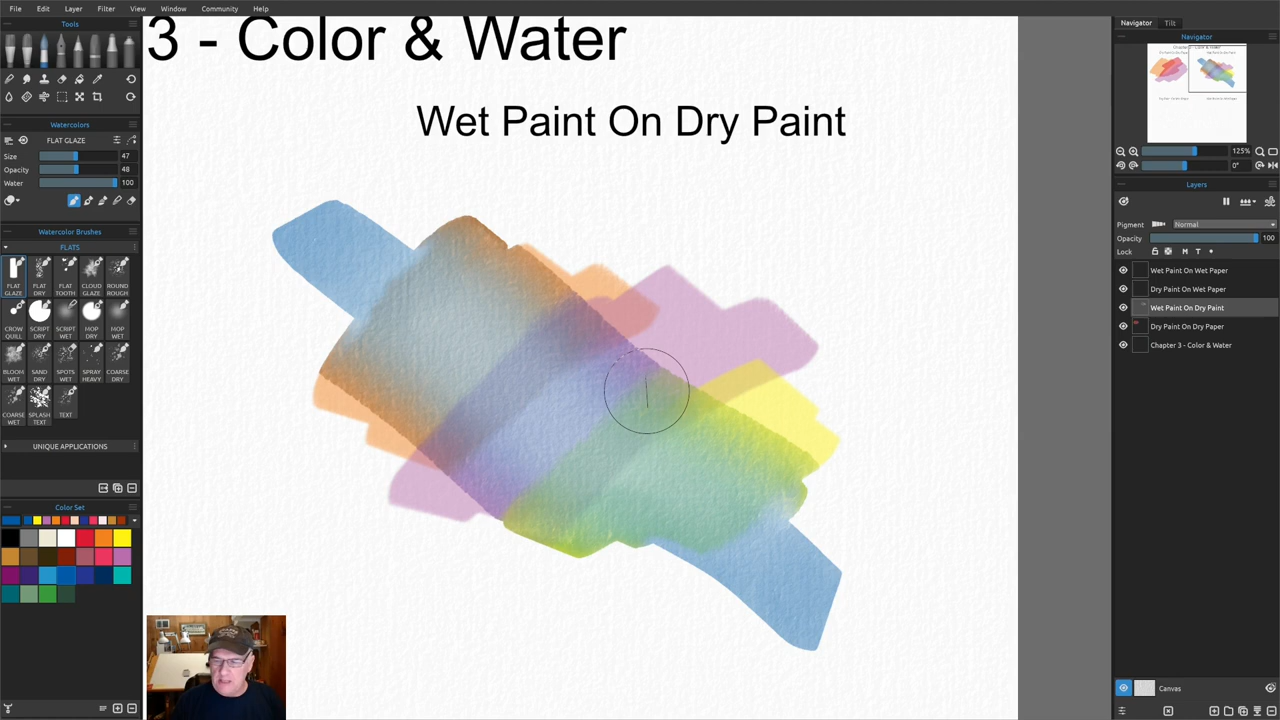 File Edit Layer Filter View Window Community Help
Tools
Watercolors
FLAT GLAZE
Size 47
Opacity 48
Water 100
Watercolor Brushes
FLATS
FLAT GLAZE
FLAT DRY
FLAT TOOTH
CLOUD GLAZE
ROUND ROUGH
CROW QUILL
SCRIPT DRY
SCRIPT WET
MOP DRY
MOP WET
BLOOM WET
SAND DRY
SPOTS WET
SPRAY HEAVY
COARSE DRY
COARSE WET
SPLASH TEXT
TEXT
UNIQUE APPLICATIONS
Color Set
3 - Color & Water
Wet Paint On Dry Paint
Navigator Tilt
Navigator
125%
0°
Layers
Pigment Normal
Opacity 100
Lock M T
Wet Paint On Wet Paper
Dry Paint On Wet Paper
Wet Paint On Dry Paint
Dry Paint On Dry Paper
Chapter 3 - Color & Water
Canvas